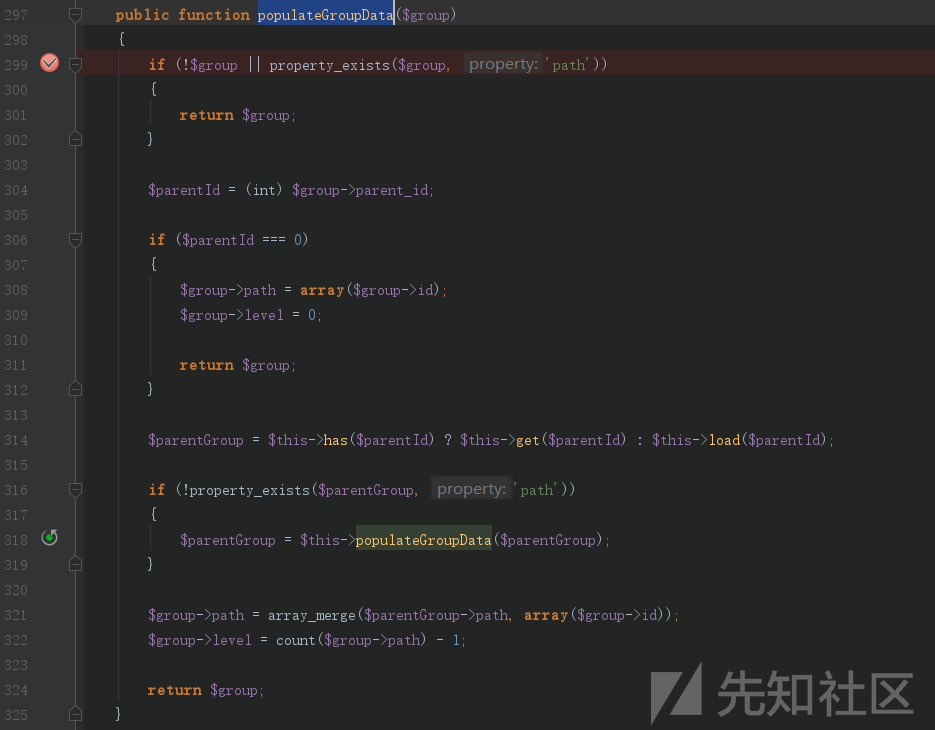 297 public function populateGroupData($group)
298 {
299 if (!$group || property_exists($group, property: 'path'))
300 {
301 return $group;
302 }
303
304 $parentId = (int) $group->parent_id;
305
306 if ($parentId === 0)
307 {
308 $group->path = array($group->id);
309 $group->level = 0;
310
311 return $group;
312 }
313
314 $parentGroup = $this->has($parentId) ? $this->get($parentId) : $this->load($parentId);
315
316 if (!property_exists($parentGroup, property: 'path'))
317 {
318 $parentGroup = $this->populateGroupData($parentGroup);
319 }
320
321 $group->path = array_merge($parentGroup->path, array($group->id));
322 $group->level = count($group->path) - 1;
323
324 return $group;
325 }
先知社区